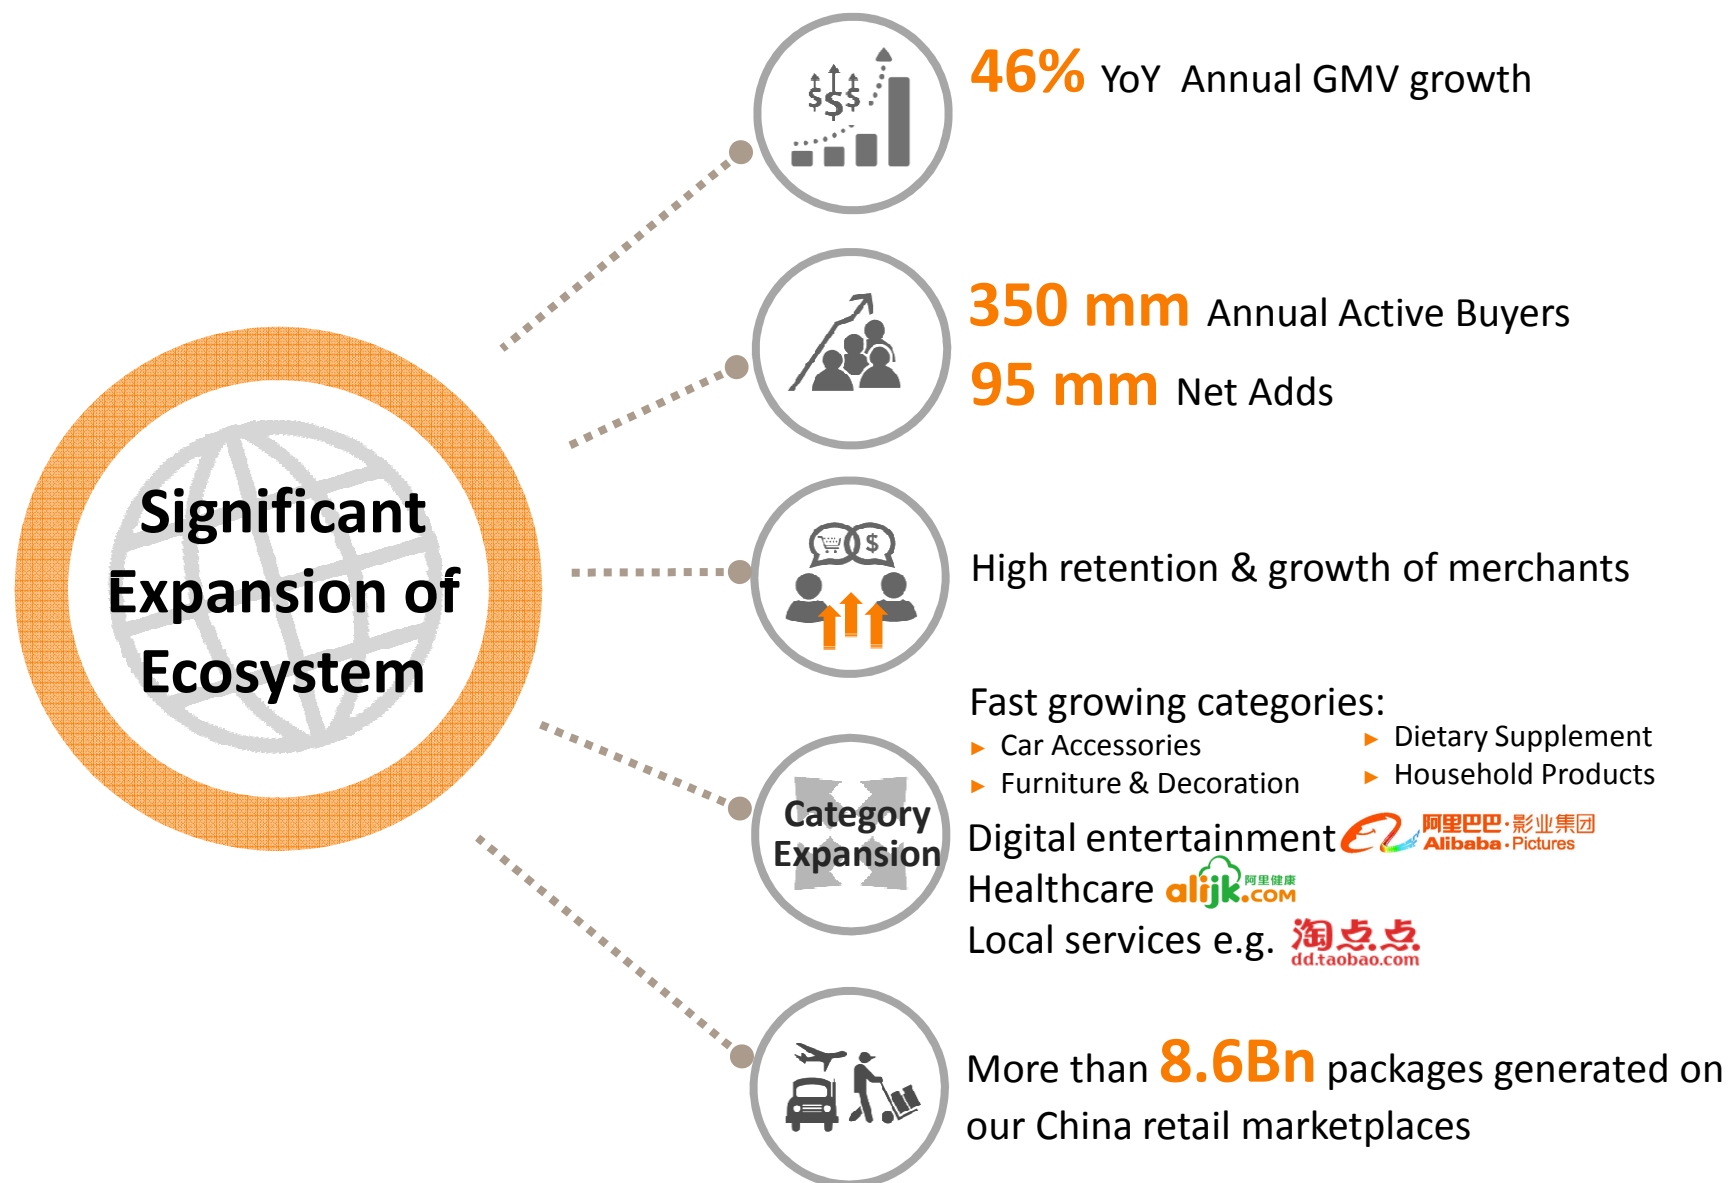 Significant
Expansion of
Ecosystem
46% YoY Annual GMV growth
350 mm Annual Active Buyers
95 mm Net Adds
High retention & growth of merchants
Category
Expansion
Fast growing categories:
► Car Accessories
► Furniture & Decoration
► Dietary Supplement
► Household Products
Digital entertainment 阿里巴巴·影业集团
Alibaba·Pictures
Healthcare alijk.com 阿里健康
Local services e.g. 淘点点
dd.taobao.com
More than 8.6Bn packages generated on
our China retail marketplaces